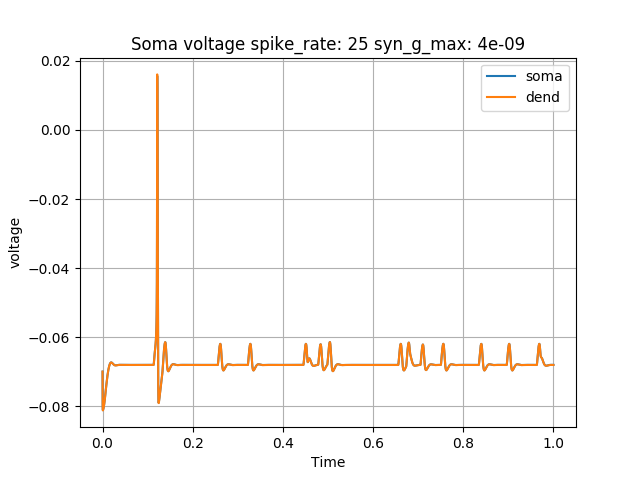 Soma voltage spike_rate: 25 syn_g_max: 4e-09
soma
dend
voltage
0.02
0.00
−0.02
−0.04
−0.06
−0.08
0.0 0.2 0.4 0.6 0.8 1.0
Time